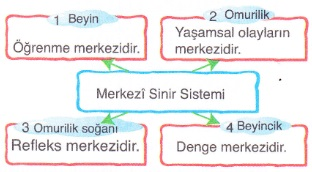 1 Beyin
Öğrenme merkezidir.
2 Omurilik
Yaşamsal olayların
merkezidir.
Merkezî Sinir Sistemi
3 Omurilik soğanı
Refleks merkezidir.
4 Beyincik
Denge merkezidir.